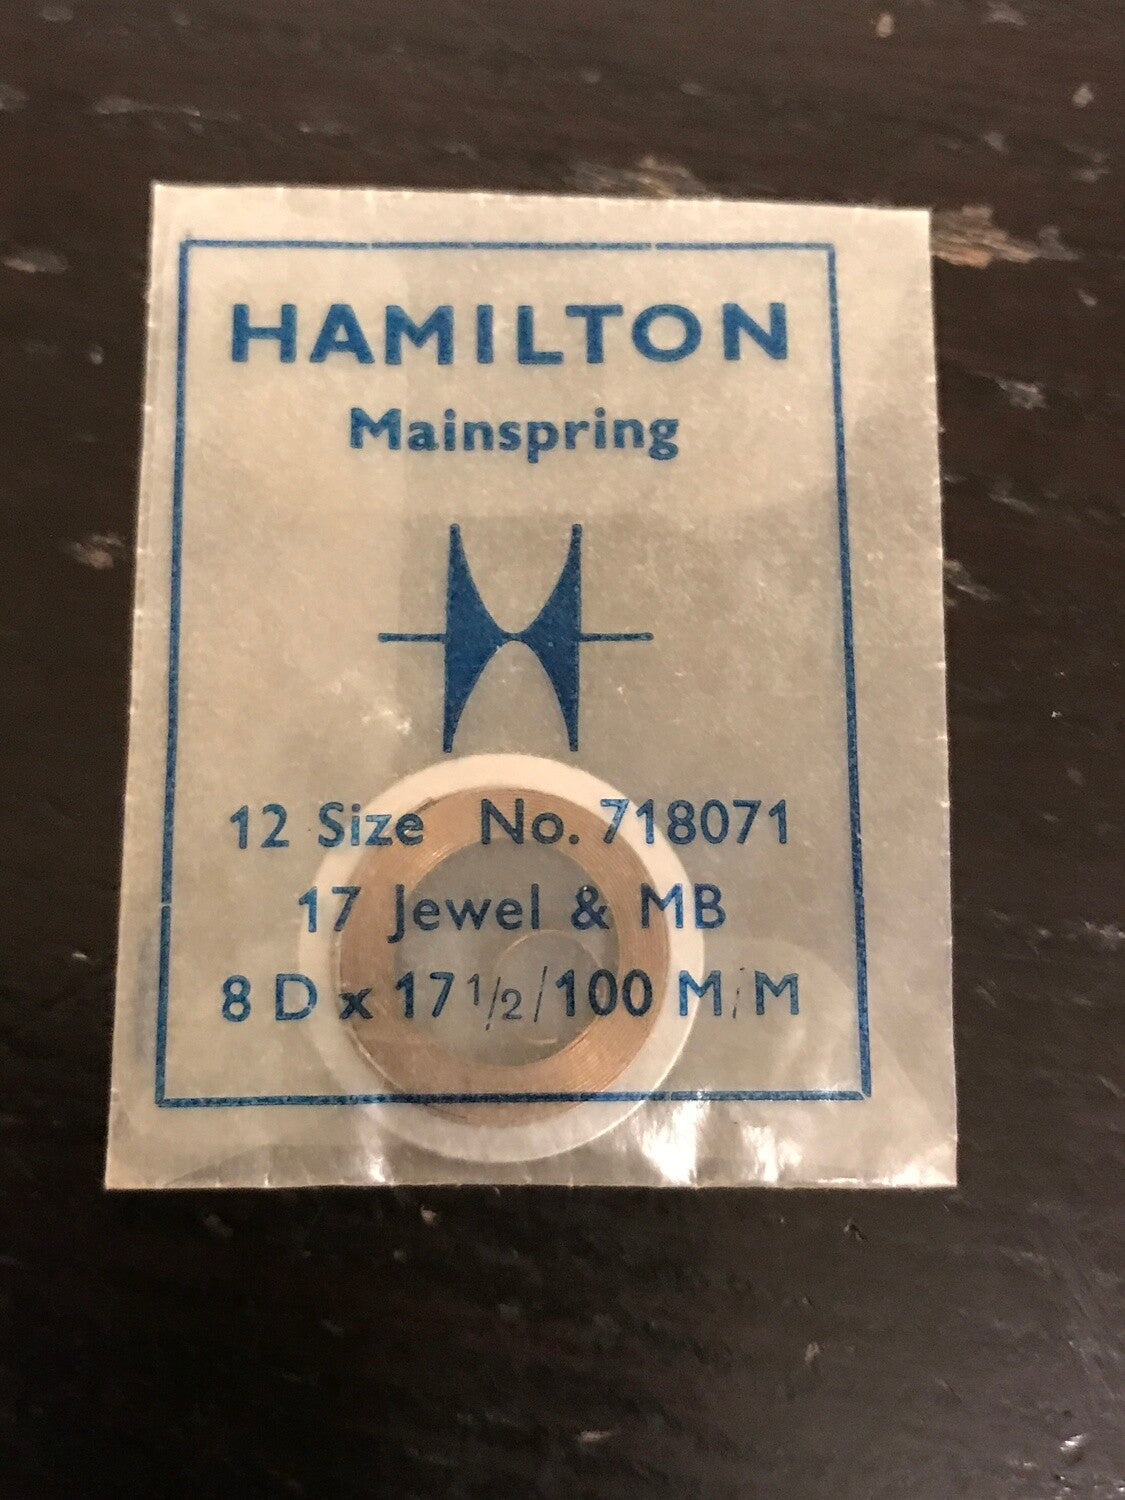 HAMILTON
Mainspring
12 Size No. 718071
17 Jewel & MB
8 D x 17 1/2/100 M/M